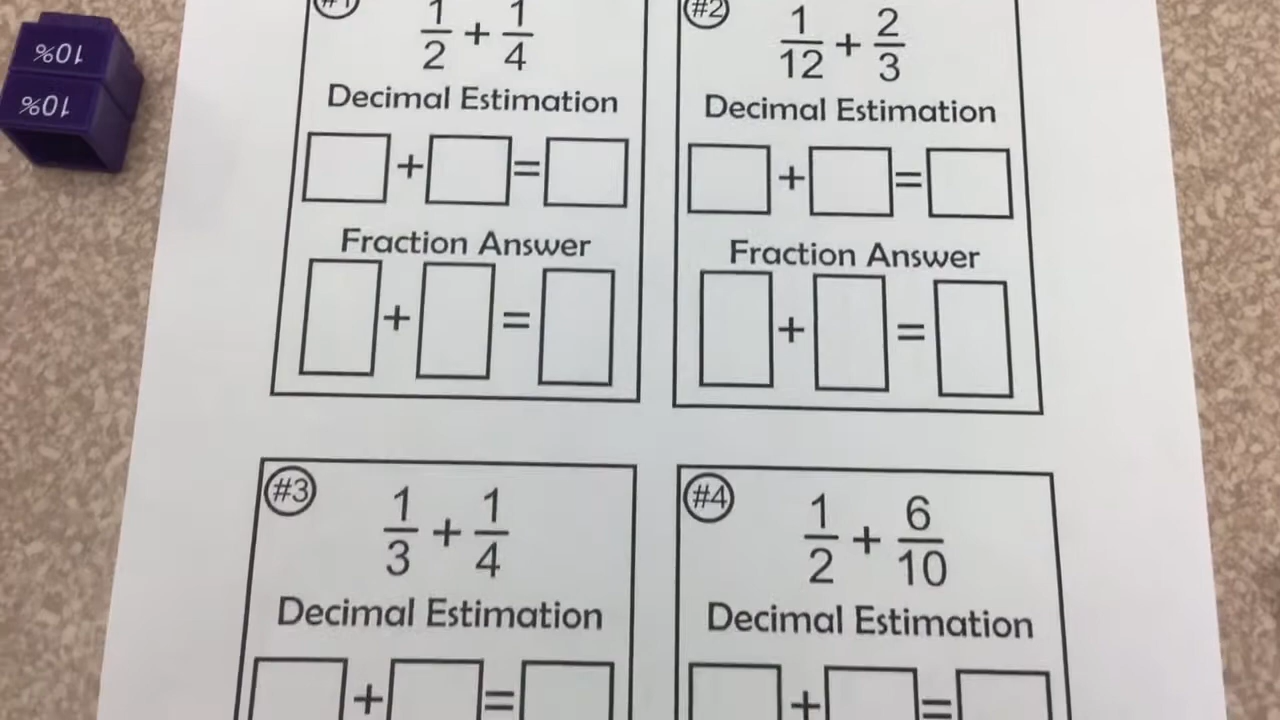 10%
10%
#1
1/2 + 1/4
Decimal Estimation
+ =
Fraction Answer
+ =
#2
1/12 + 2/3
Decimal Estimation
+ =
Fraction Answer
+ =
#3
1/3 + 1/4
Decimal Estimation
+ =
#4
1/2 + 6/10
Decimal Estimation
+ =